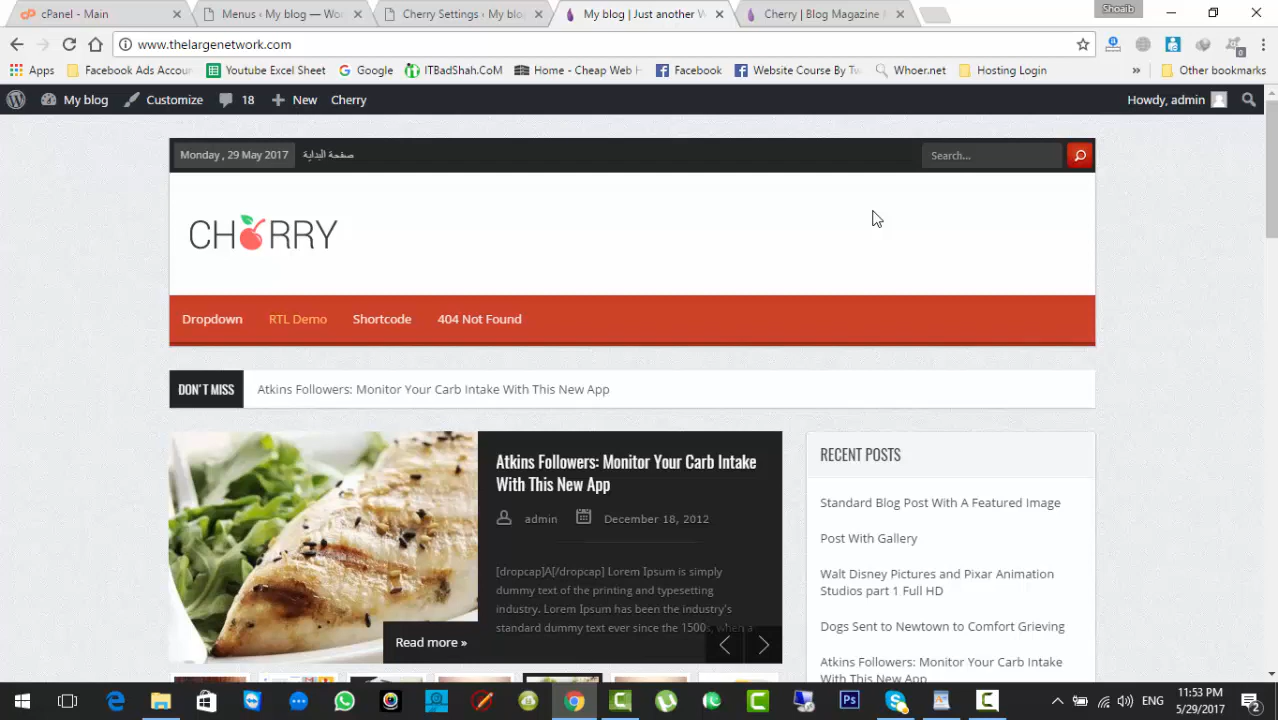 Shoaib
cPanel - Main
Menus ‹ My blog — Wo
Cherry Settings ‹ My blo
My blog | Just another W
Cherry | Blog Magazine
www.thelargenetwork.com
Apps
Facebook Ads Accoun
Youtube Excel Sheet
Google
ITBadShah.CoM
Home - Cheap Web H
Facebook
Website Course By Tw
Whoer.net
Hosting Login
»
Other bookmarks
My blog
Customize
18
New
Cherry
Howdy, admin
Monday , 29 May 2017
صفحة البداية
Search...
CHERRY
Dropdown
RTL Demo
Shortcode
404 Not Found
DON'T MISS
Atkins Followers: Monitor Your Carb Intake With This New App
Atkins Followers: Monitor Your Carb Intake
With This New App
admin
December 18, 2012
[dropcap]A[/dropcap] Lorem Ipsum is simply
dummy text of the printing and typesetting
industry. Lorem Ipsum has been the industry's
standard dummy text ever since the 1500s, when a
Read more »
RECENT POSTS
Standard Blog Post With A Featured Image
Post With Gallery
Walt Disney Pictures and Pixar Animation
Studios part 1 Full HD
Dogs Sent to Newtown to Comfort Grieving
Atkins Followers: Monitor Your Carb Intake
With This New App
ENG
11:53 PM
5/29/2017
2